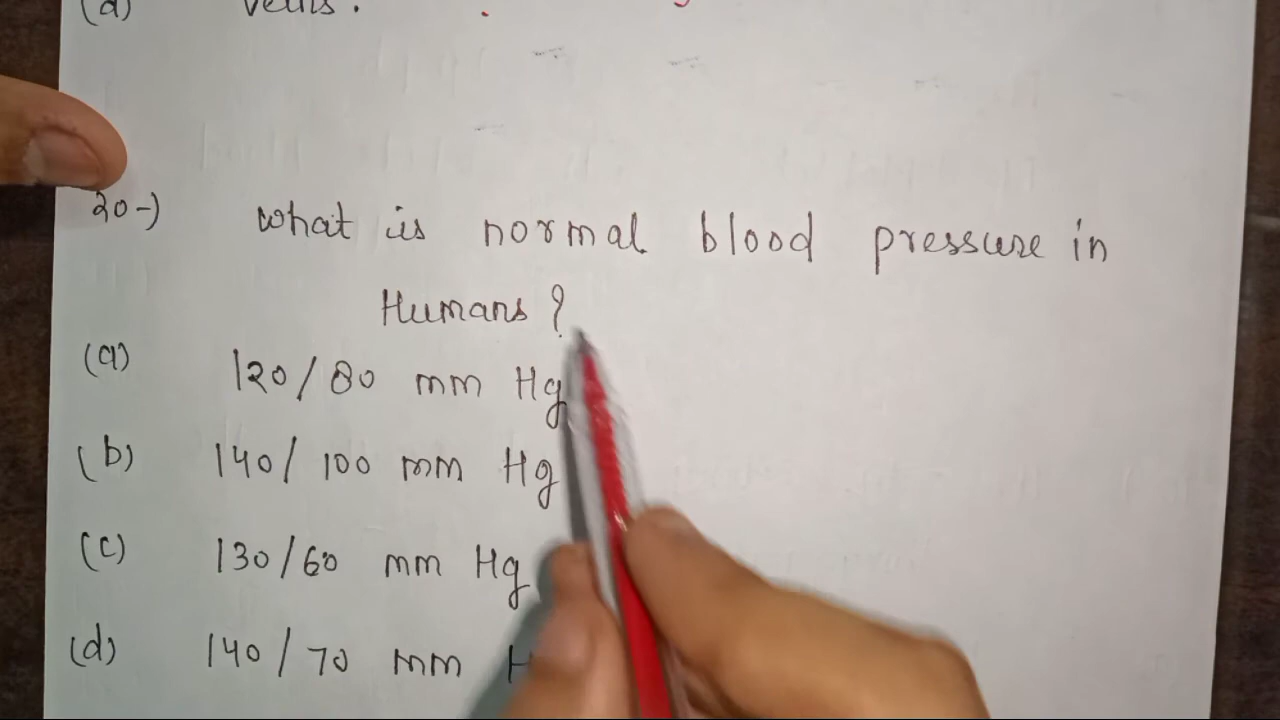 (d) veins.
20-) What is normal blood pressure in
Humans?
(a) 120/80 mm Hg
(b) 140/100 mm Hg
(c) 130/60 mm Hg
(d) 140/70 mm H